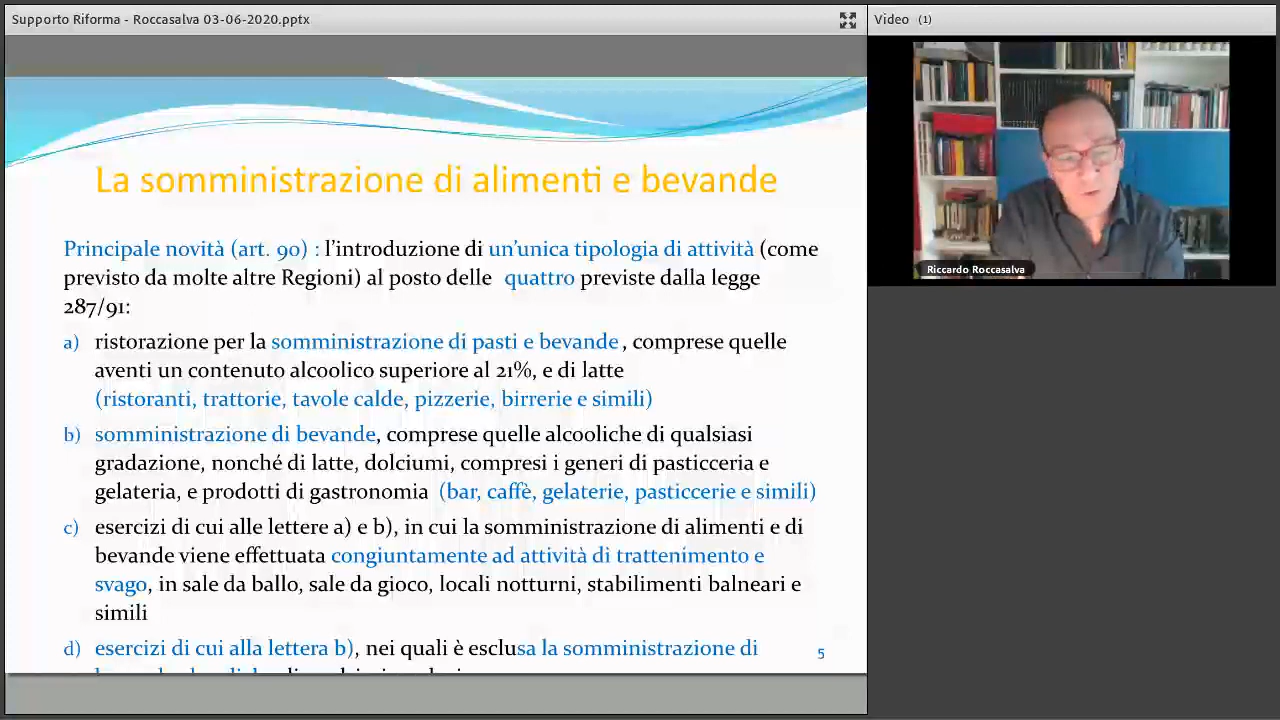 Supporto Riforma - Roccasalva 03-06-2020.pptx
Video (1)
Riccardo Roccasalva
La somministrazione di alimenti e bevande
Principale novità (art. 90) : l'introduzione di un'unica tipologia di attività (come
previsto da molte altre Regioni) al posto delle quattro previste dalla legge
287/91:
a) ristorazione per la somministrazione di pasti e bevande , comprese quelle
aventi un contenuto alcoolico superiore al 21%, e di latte
(ristoranti, trattorie, tavole calde, pizzerie, birrerie e simili)
b) somministrazione di bevande, comprese quelle alcooliche di qualsiasi
gradazione, nonché di latte, dolciumi, compresi i generi di pasticceria e
gelateria, e prodotti di gastronomia (bar, caffè, gelaterie, pasticcerie e simili)
c) esercizi di cui alle lettere a) e b), in cui la somministrazione di alimenti e di
bevande viene effettuata congiuntamente ad attività di trattenimento e
svago, in sale da ballo, sale da gioco, locali notturni, stabilimenti balneari e
simili
d) esercizi di cui alla lettera b), nei quali è esclusa la somministrazione di
5